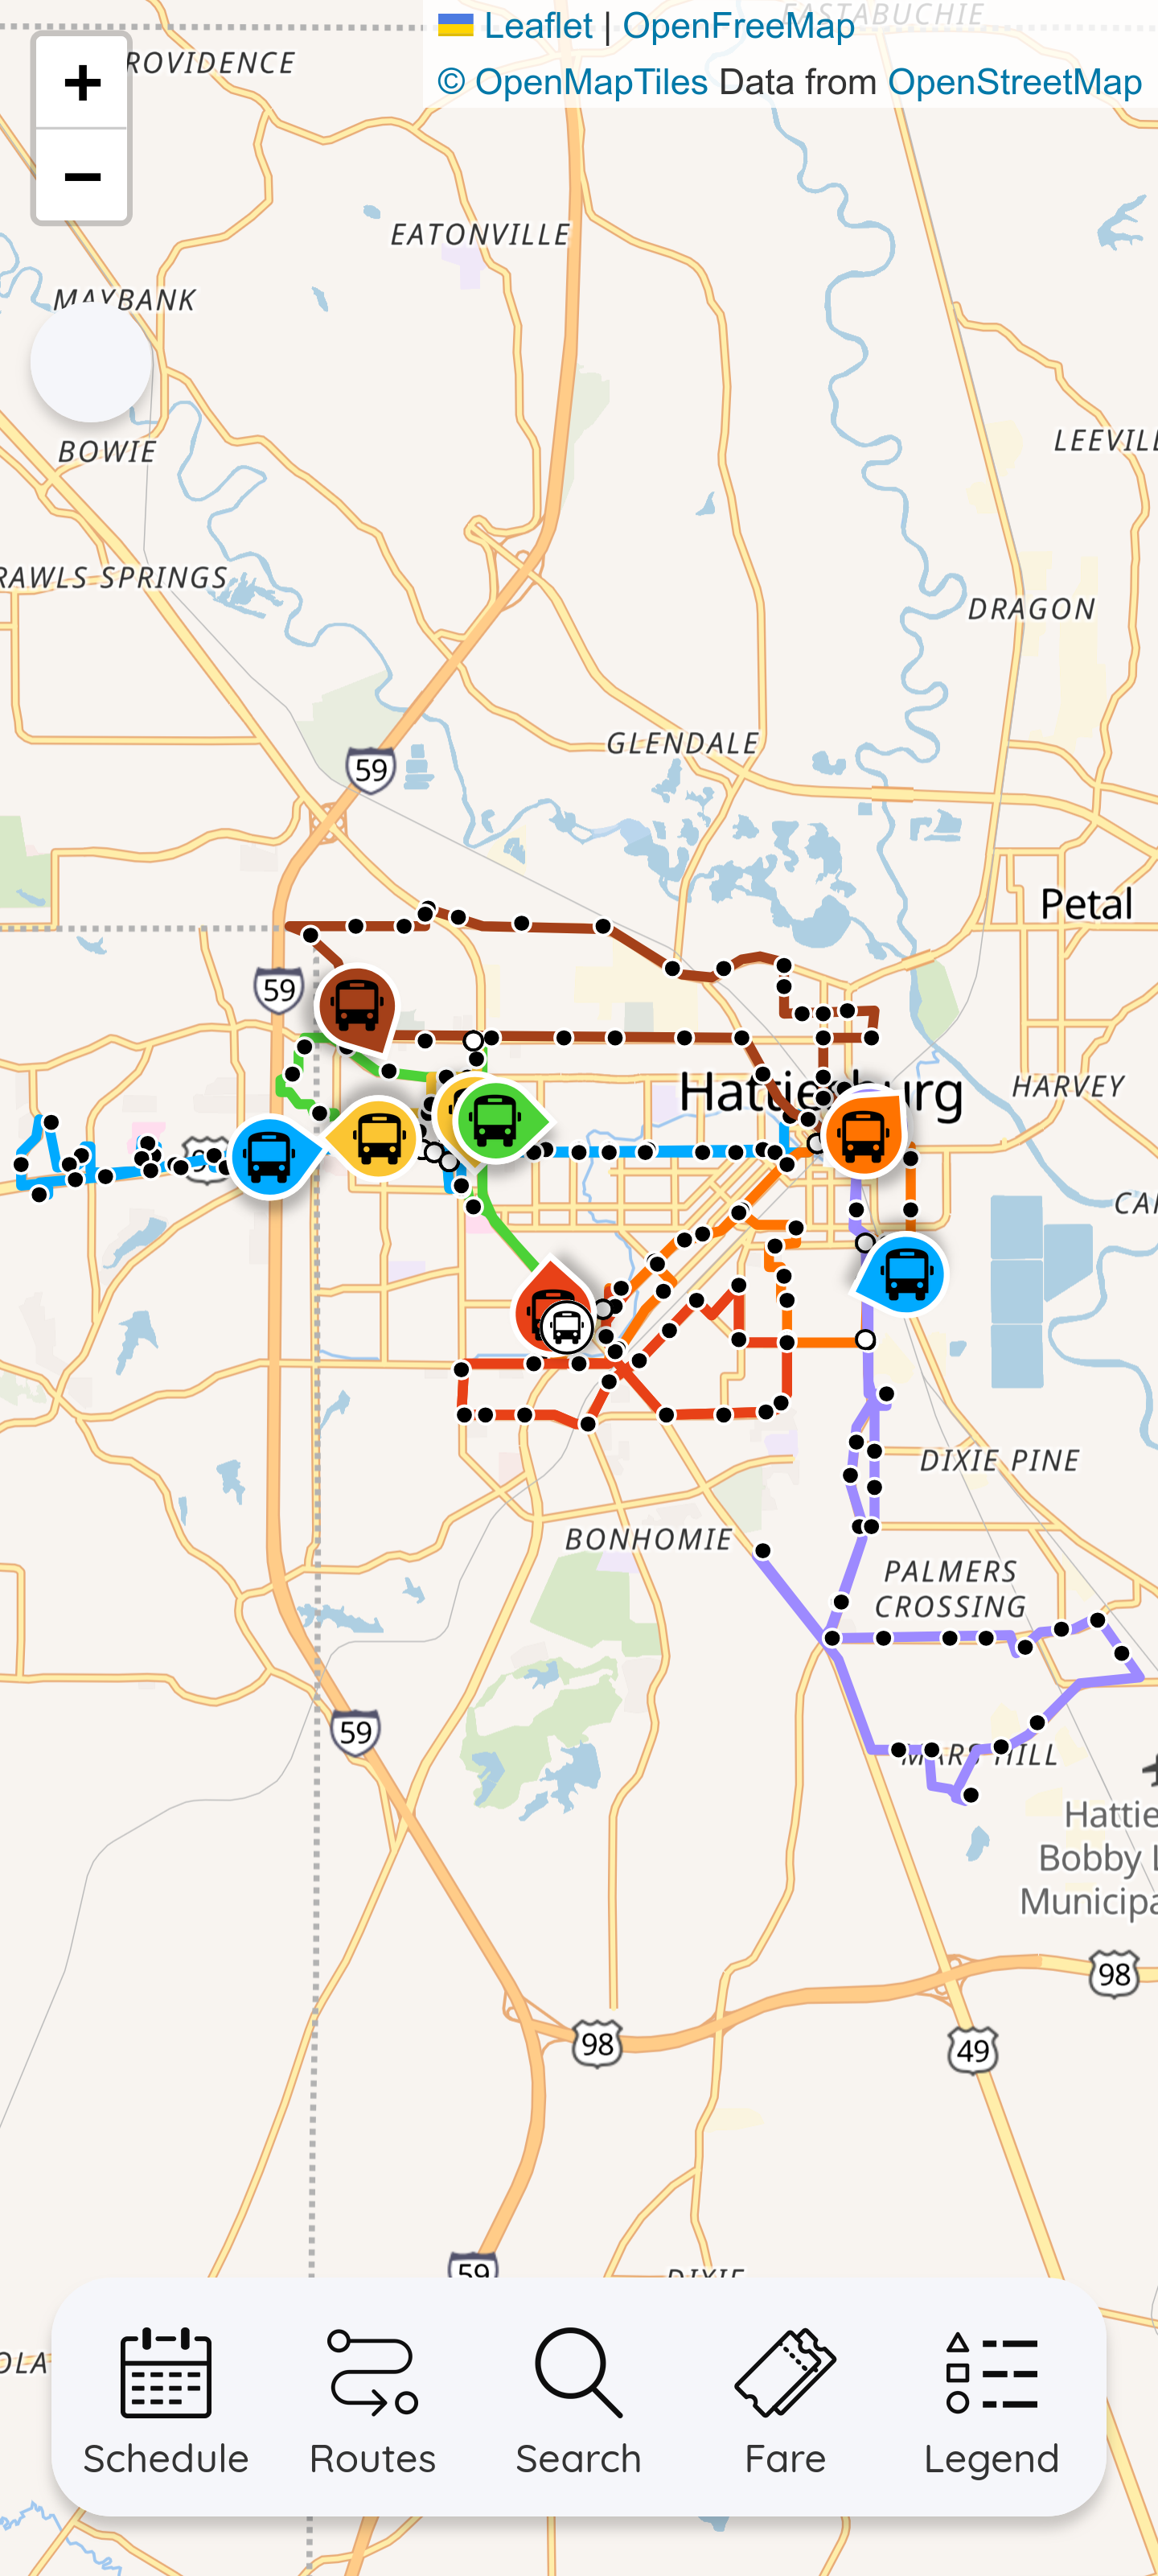 EASTABUCHIE
Leaflet | OpenFreeMap
© OpenMapTiles Data from OpenStreetMap
+
ROVIDENCE
−
EATONVILLE
MAYBANK
BOWIE
LEEVILL
RAWLS SPRINGS
DRAGON
GLENDALE
59
Petal
59
Hattiesburg
HARVEY
CA
DIXIE PINE
BONHOMIE
PALMERS
CROSSING
59
MARS HILL
Hattie
Bobby L
Municipa
98
98
49
59
DIXIE
OLA
Schedule
Routes
Search
Fare
Legend